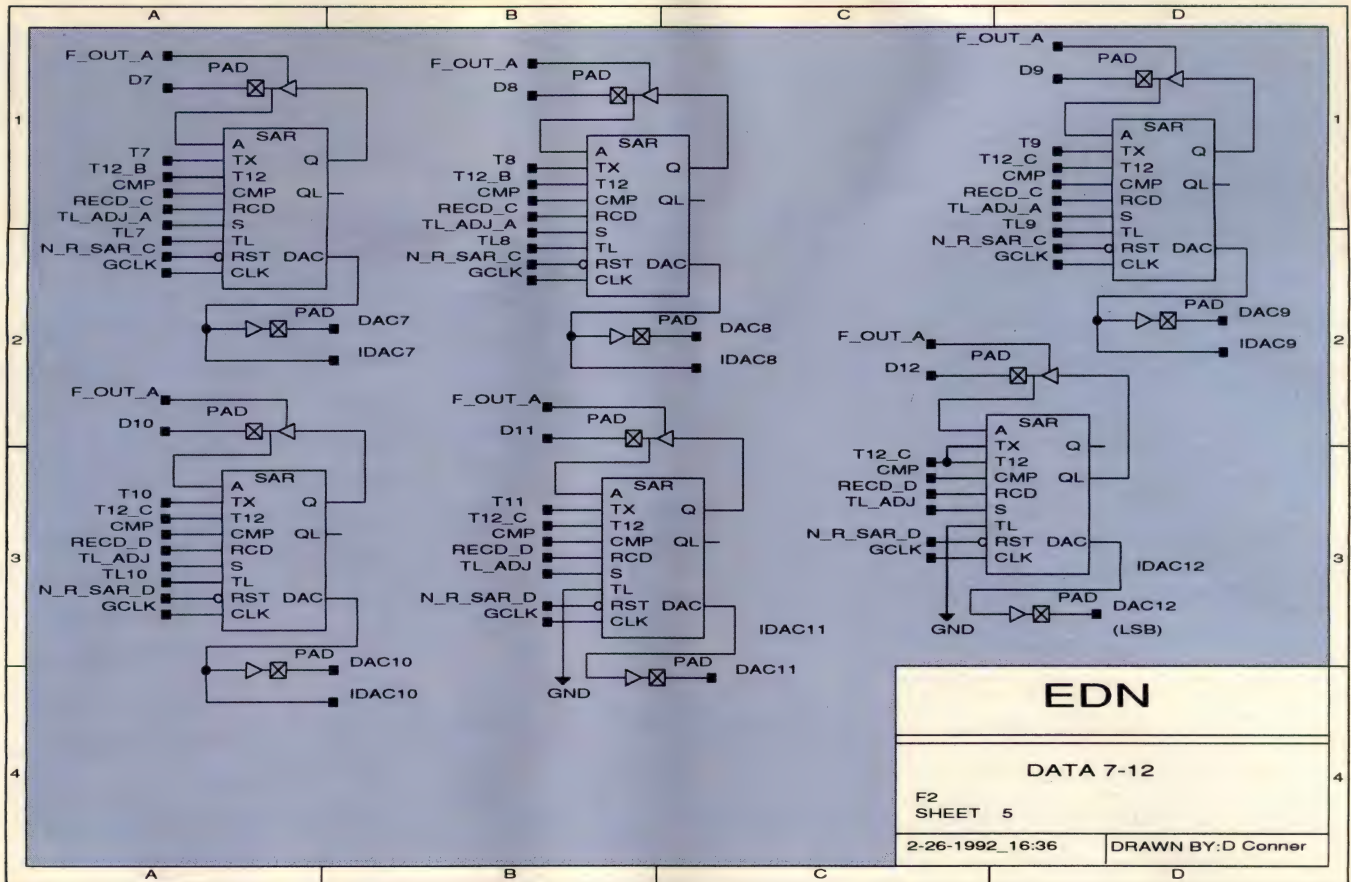 A B C D
1
2
3
4
F_OUT_A
PAD
D7
SAR
A
T7 TX Q
T12_B T12
CMP CMP QL
RECD_C RCD
TL_ADJ_A S
TL7 TL
N_R_SAR_C RST DAC
GCLK CLK
PAD DAC7
IDAC7
F_OUT_A
PAD
D8
SAR
A
T8 TX Q
T12_B T12
CMP CMP QL
RECD_C RCD
TL_ADJ_A S
TL8 TL
N_R_SAR_C RST DAC
GCLK CLK
PAD DAC8
IDAC8
F_OUT_A
PAD
D9
SAR
A
T9 TX Q
T12_C T12
CMP CMP QL
RECD_C RCD
TL_ADJ_A S
TL9 TL
N_R_SAR_C RST DAC
GCLK CLK
PAD DAC9
IDAC9
F_OUT_A
PAD
D10
SAR
A
T10 TX Q
T12_C T12
CMP CMP QL
RECD_D RCD
TL_ADJ S
TL10 TL
N_R_SAR_D RST DAC
GCLK CLK
PAD DAC10
IDAC10
F_OUT_A
PAD
D11
SAR
A
T11 TX Q
T12_C T12
CMP CMP QL
RECD_D RCD
TL_ADJ S
TL
N_R_SAR_D RST DAC
GCLK CLK
IDAC11
PAD DAC11
GND
F_OUT_A
PAD
D12
SAR
A
TX Q
T12_C T12
CMP CMP QL
RECD_D RCD
TL_ADJ S
TL
N_R_SAR_D RST DAC
GCLK CLK
IDAC12
PAD DAC12
(LSB)
GND
EDN
DATA 7-12
F2
SHEET 5
2-26-1992_16:36 DRAWN BY:D Conner
1
2
3
4
A B C D